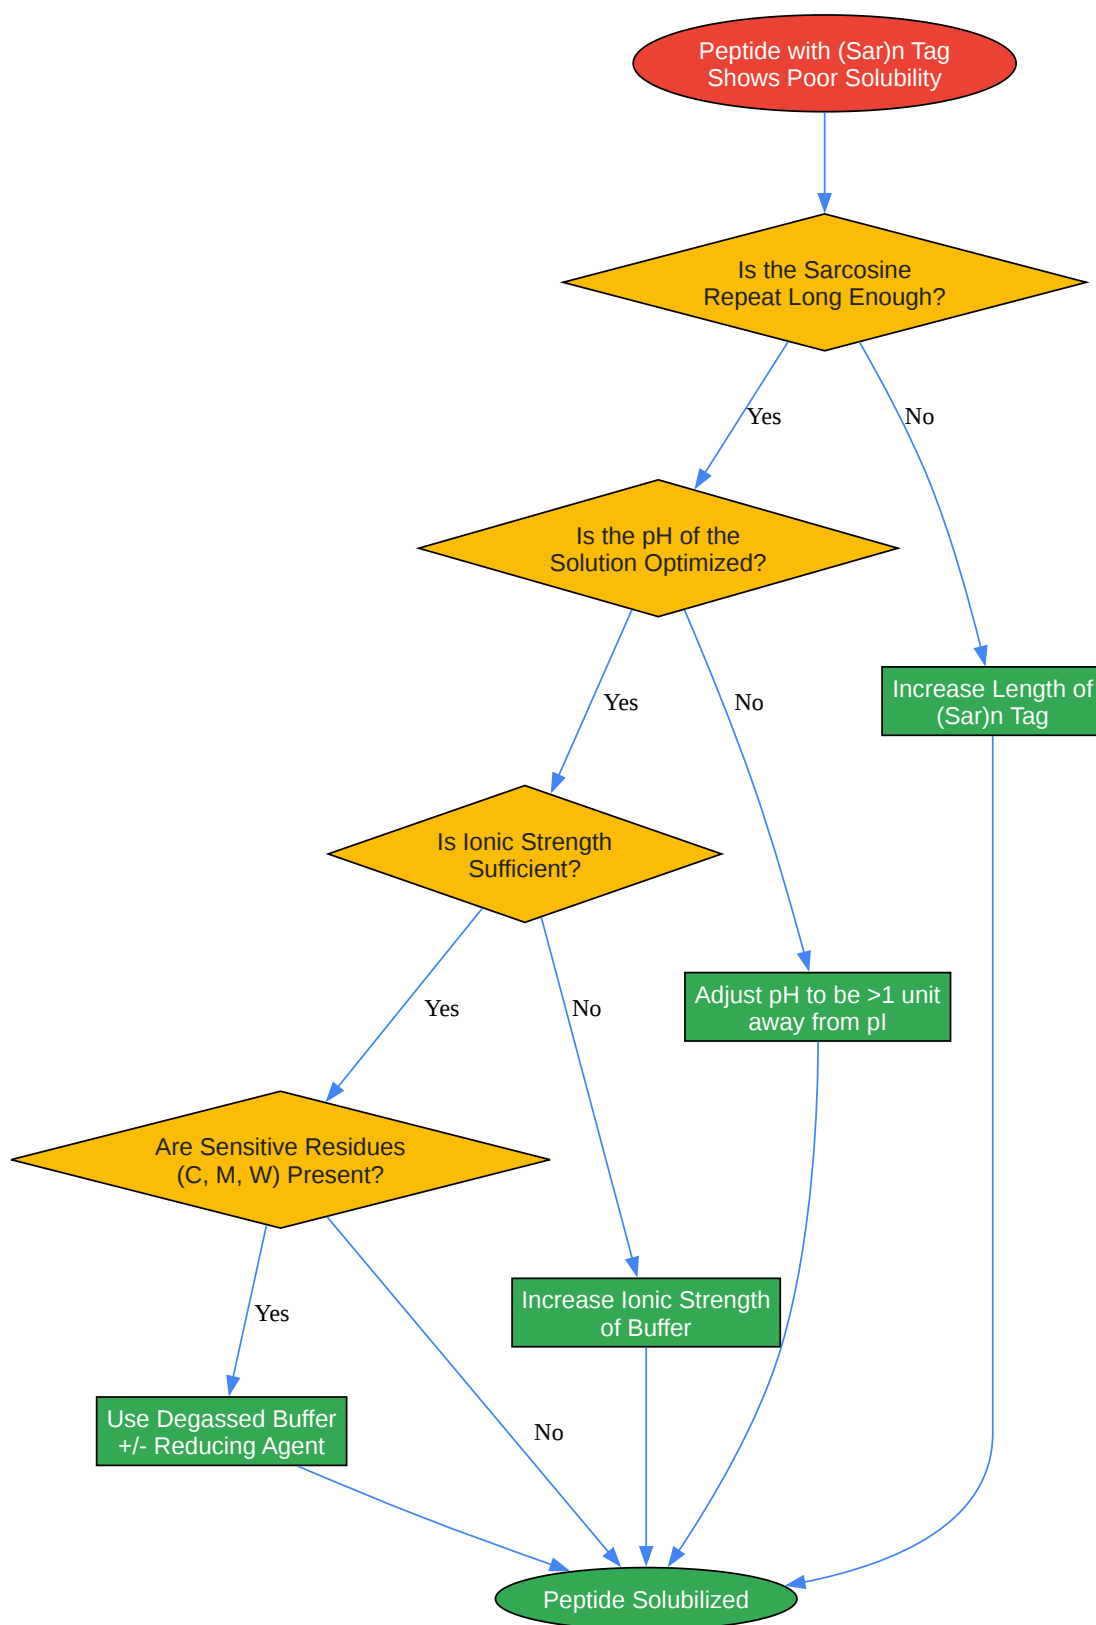 Peptide with (Sar)n Tag
Shows Poor Solubility
Is the Sarcosine
Repeat Long Enough?
Yes
No
Is the pH of the
Solution Optimized?
Increase Length of
(Sar)n Tag
Yes
No
Is Ionic Strength
Sufficient?
Adjust pH to be >1 unit
away from pI
Yes
No
Are Sensitive Residues
(C, M, W) Present?
Increase Ionic Strength
of Buffer
Yes
Use Degassed Buffer
+/- Reducing Agent
No
Peptide Solubilized